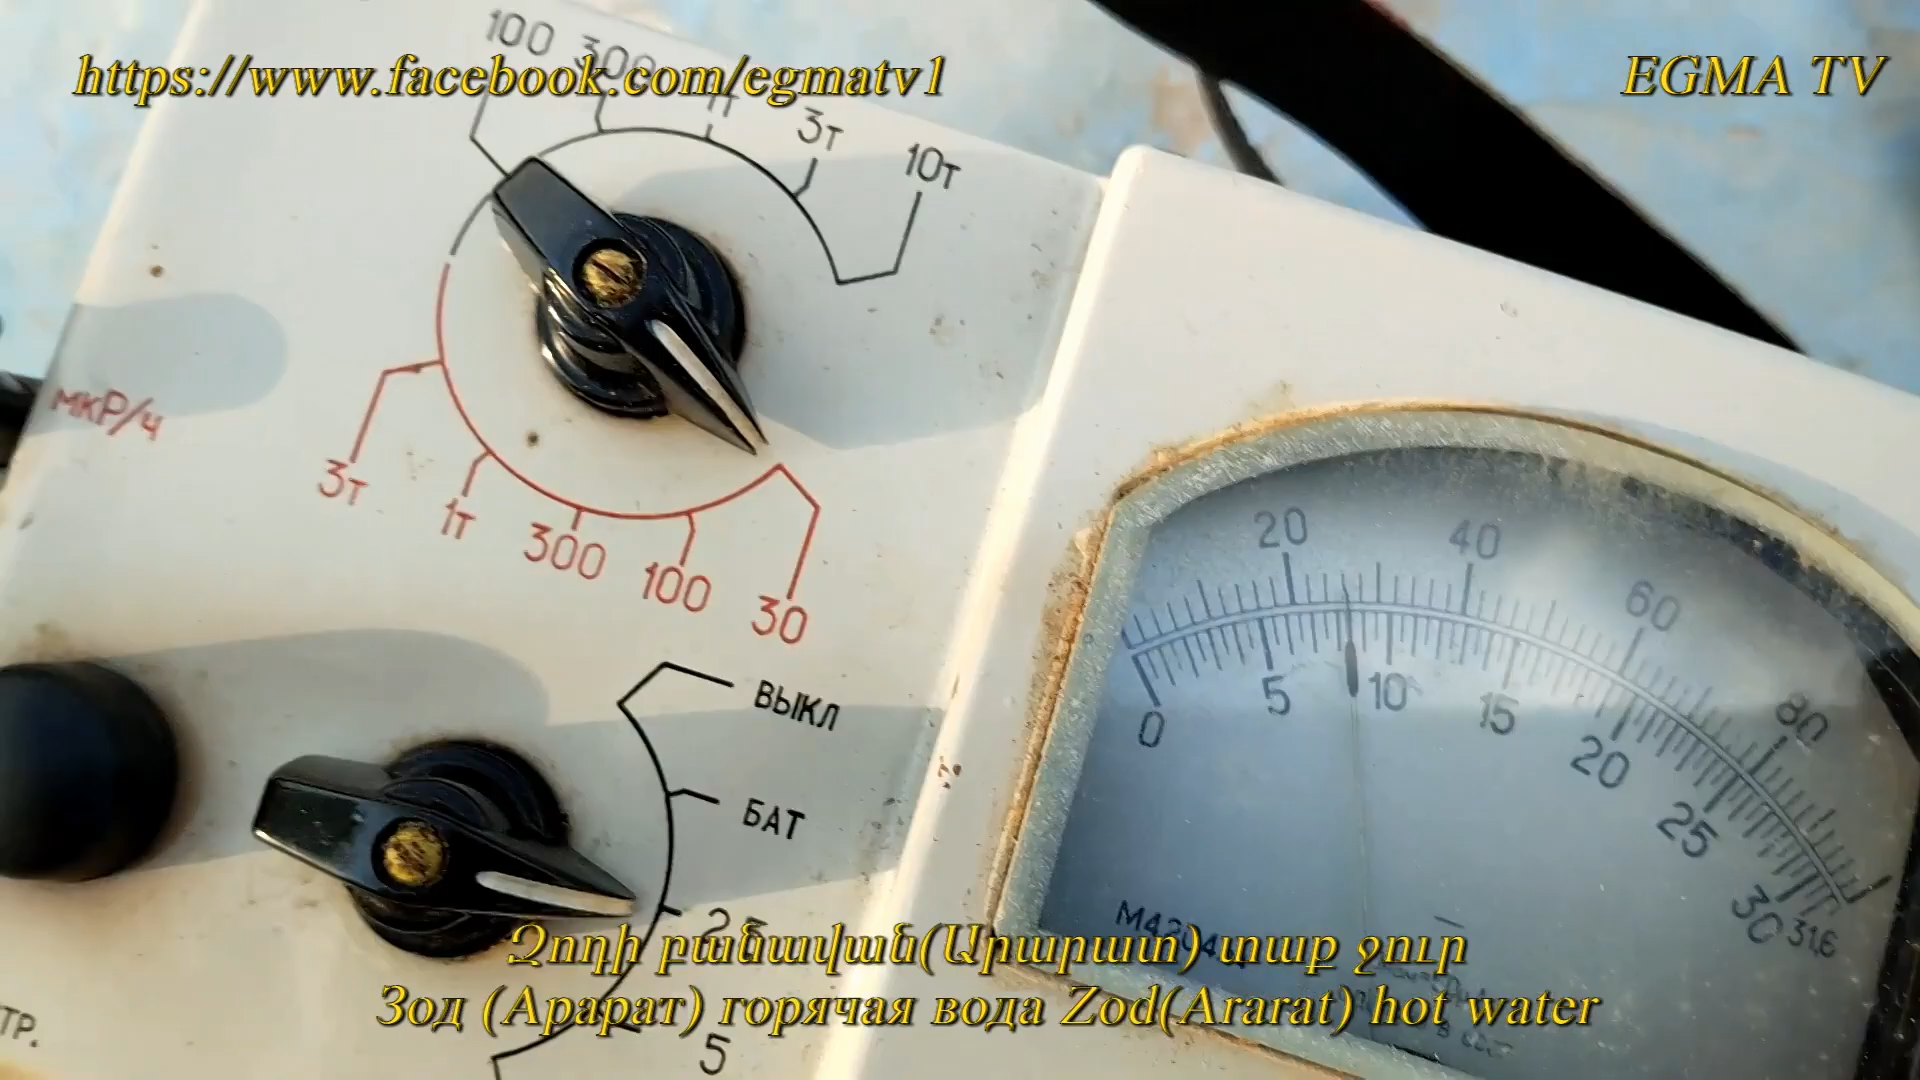 https://www.facebook.com/egmatv1
EGMA TV
100 300 1т 3т 10т
мкР/ч
3т 1т 300 100 30
ВЫКЛ
БАТ
5
20 40 60 80
0 5 10 15 20 25 30 31,6
Զոդի բանավան(Արարատ) տաք ջուր
Зод (Арарат) горячая вода Zod(Ararat) hot water